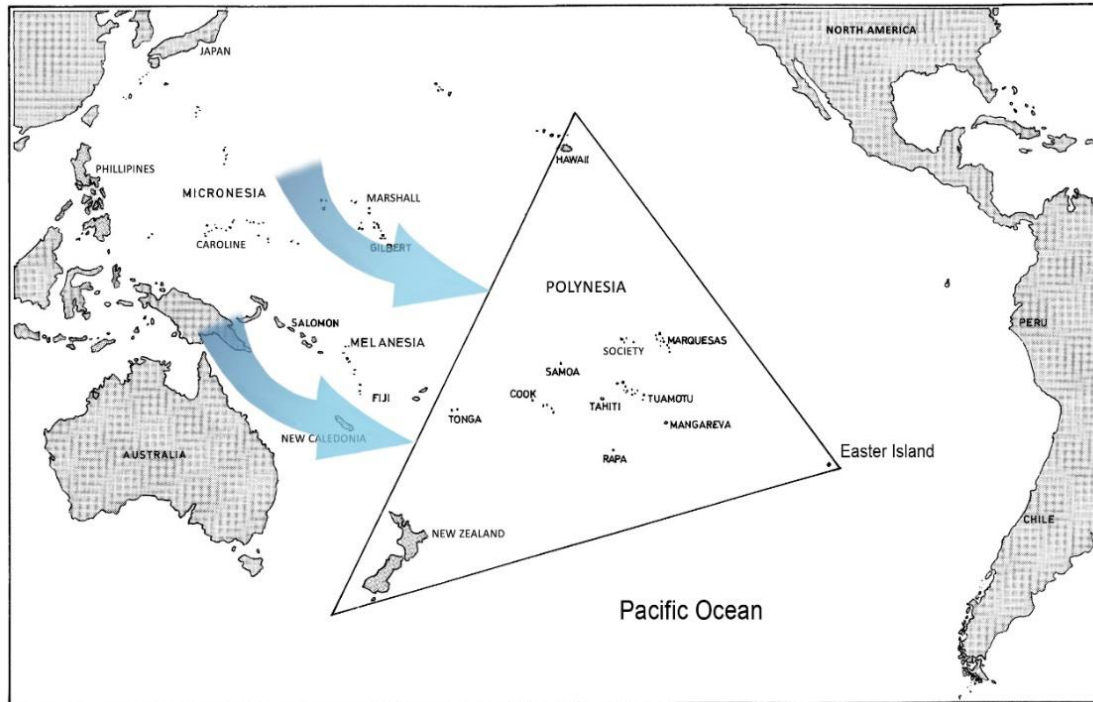 NORTH AMERICA
JAPAN
HAWAII
PHILLIPINES
MICRONESIA
MARSHALL
CAROLINE
GILBERT
POLYNESIA
PERU
SALOMON
MELANESIA
MARQUESAS
SOCIETY
SAMOA
FIJI
COOK
TAHITI
TUAMOTU
TONGA
MANGAREVA
NEW CALEDONIA
AUSTRALIA
Easter Island
RAPA
CHILE
NEW ZEALAND
Pacific Ocean